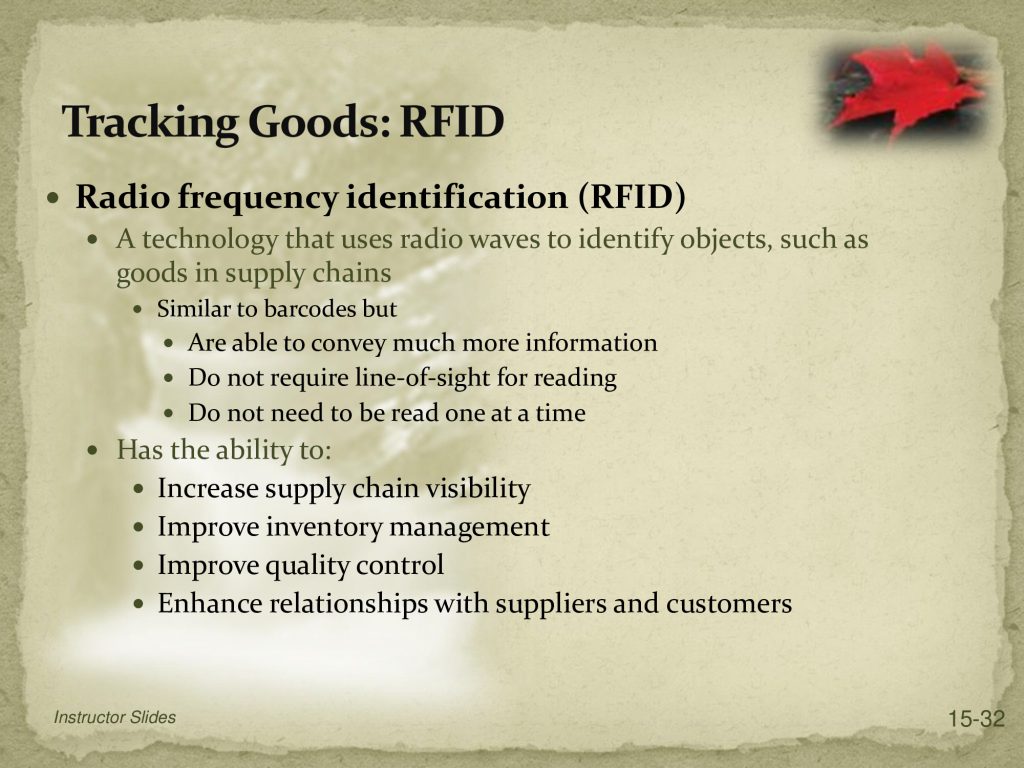 Tracking Goods: RFID
• Radio frequency identification (RFID)
• A technology that uses radio waves to identify objects, such as
goods in supply chains
• Similar to barcodes but
• Are able to convey much more information
• Do not require line-of-sight for reading
• Do not need to be read one at a time
• Has the ability to:
• Increase supply chain visibility
• Improve inventory management
• Improve quality control
• Enhance relationships with suppliers and customers
Instructor Slides
15-32